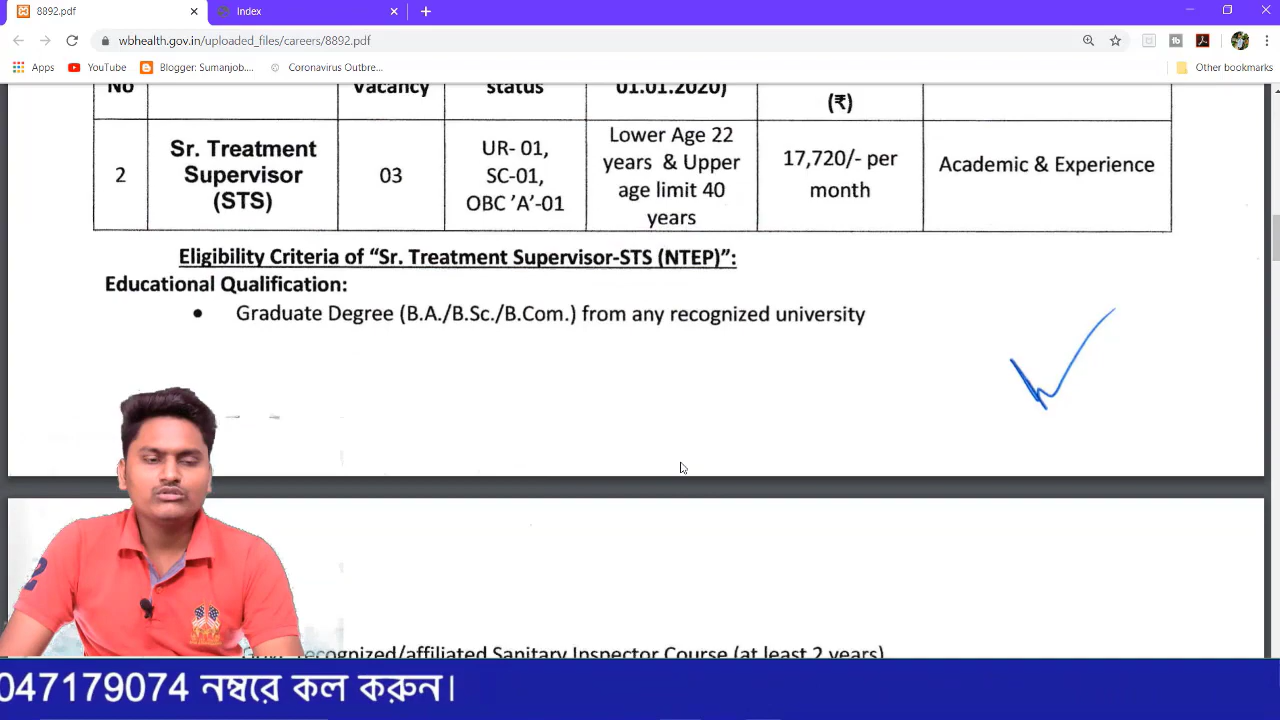 8892.pdf
Index
wbhealth.gov.in/uploaded_files/careers/8892.pdf
Apps
YouTube
Blogger: Sumanjob....
Coronavirus Outbre...
Other bookmarks
No
Vacancy
status
01.01.2020)
(₹)
2
Sr. Treatment
Supervisor
(STS)
03
UR- 01,
SC-01,
OBC 'A'-01
Lower Age 22
years & Upper
age limit 40
years
17,720/- per
month
Academic & Experience
Eligibility Criteria of "Sr. Treatment Supervisor-STS (NTEP)":
Educational Qualification:
• Graduate Degree (B.A./B.Sc./B.Com.) from any recognized university
recognized/affiliated Sanitary Inspector Course (at least 2 years)
2
047179074 নম্বরে কল করুন।